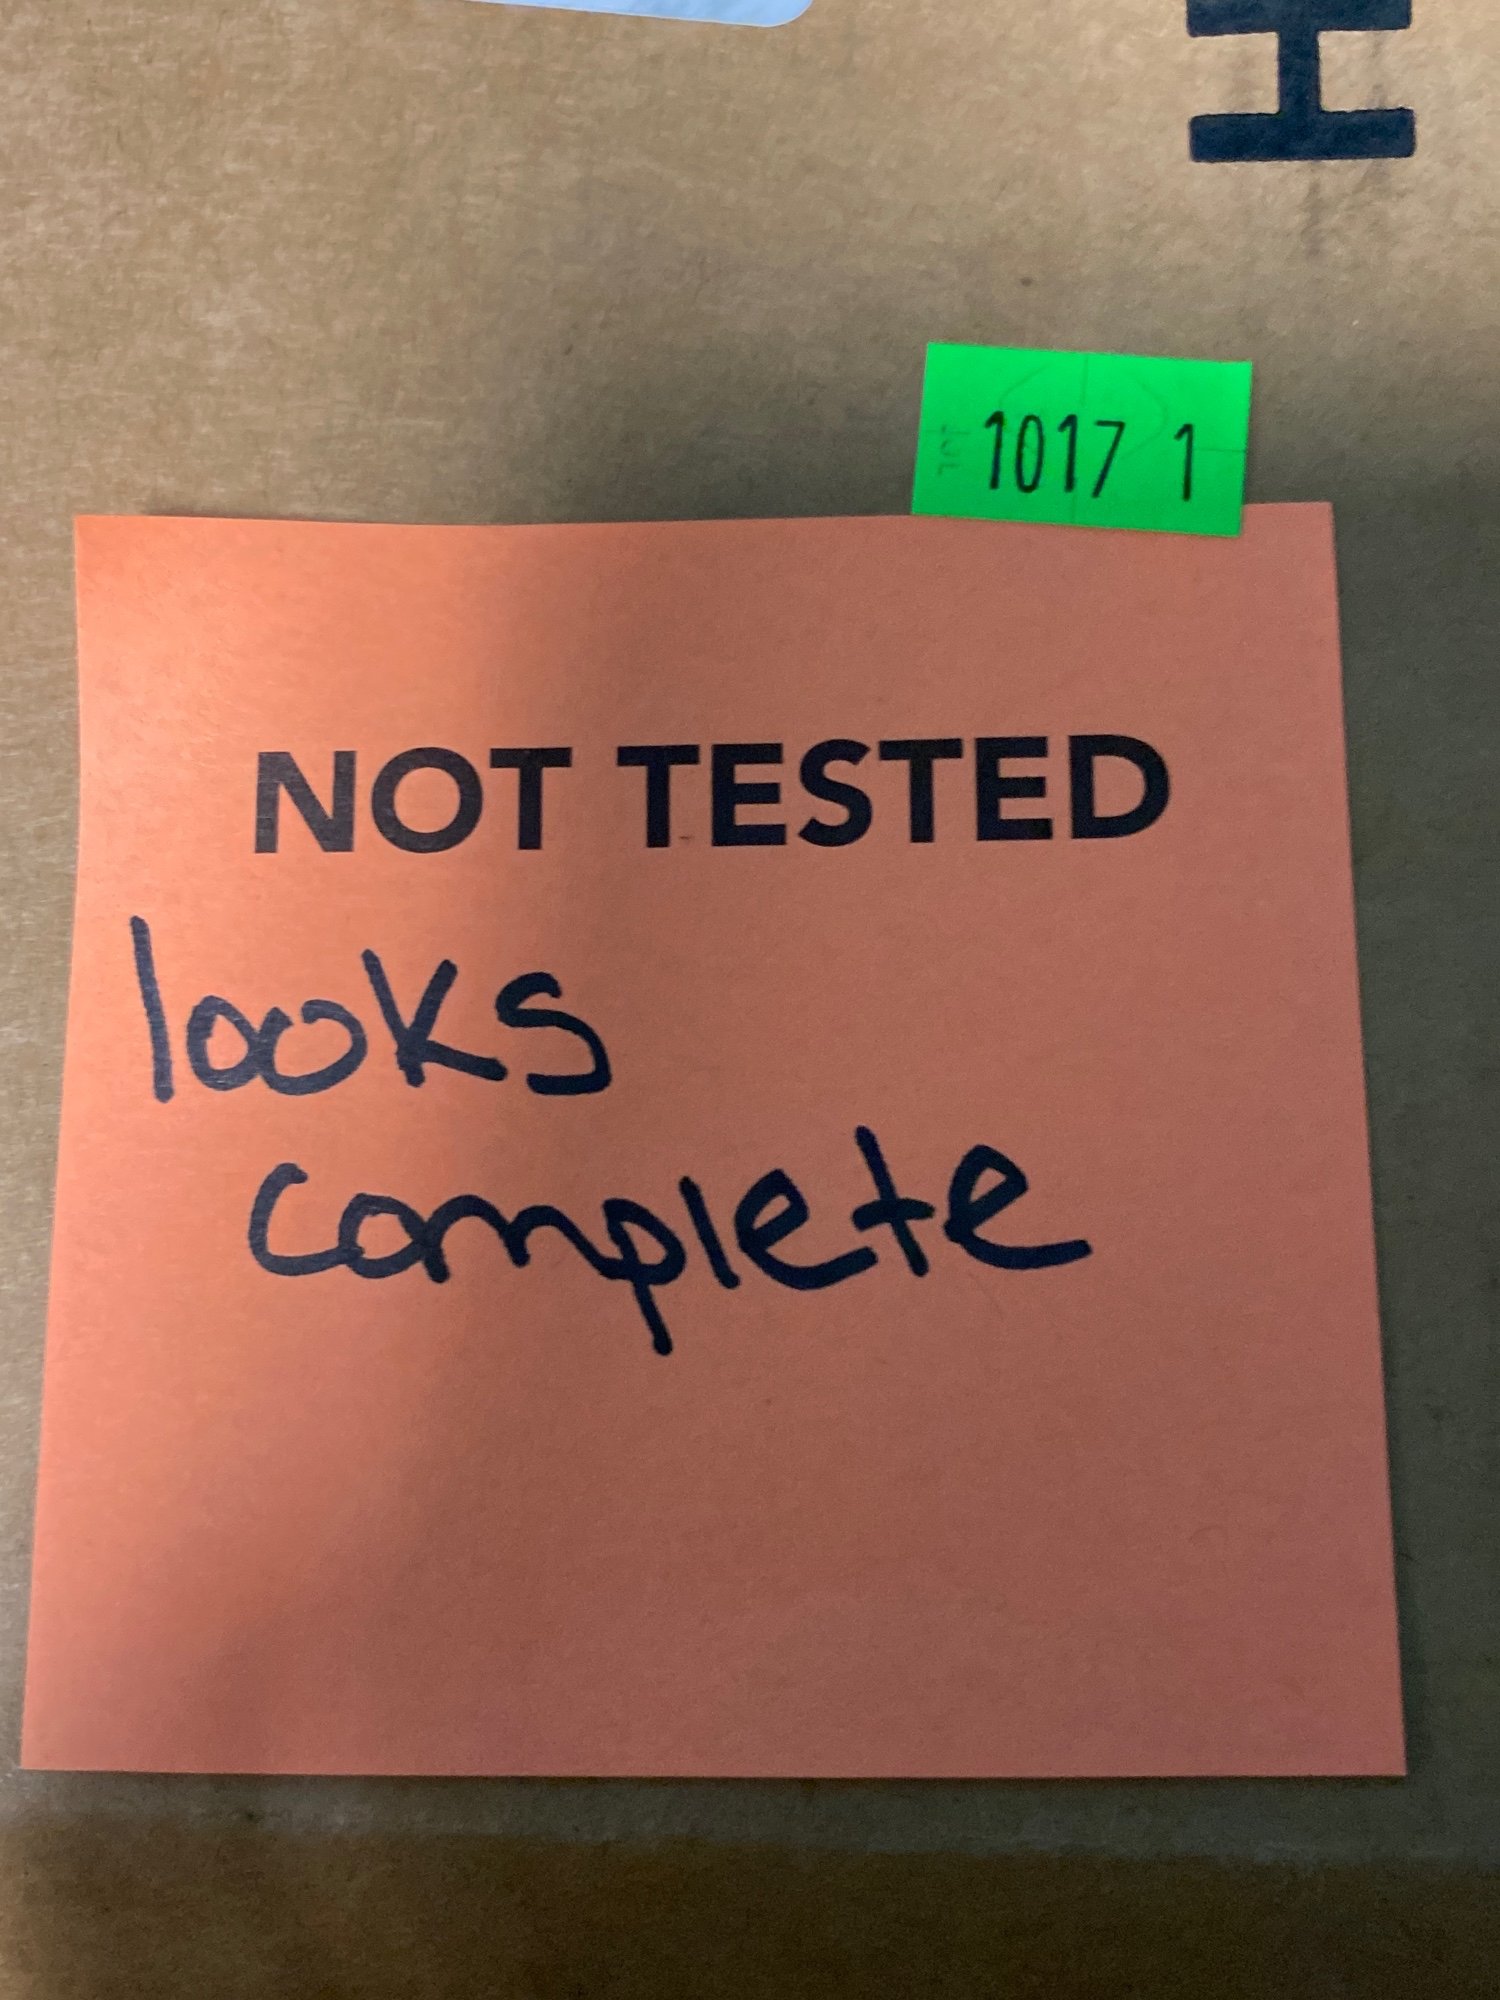 H
1017 1
NOT TESTED
looks
complete